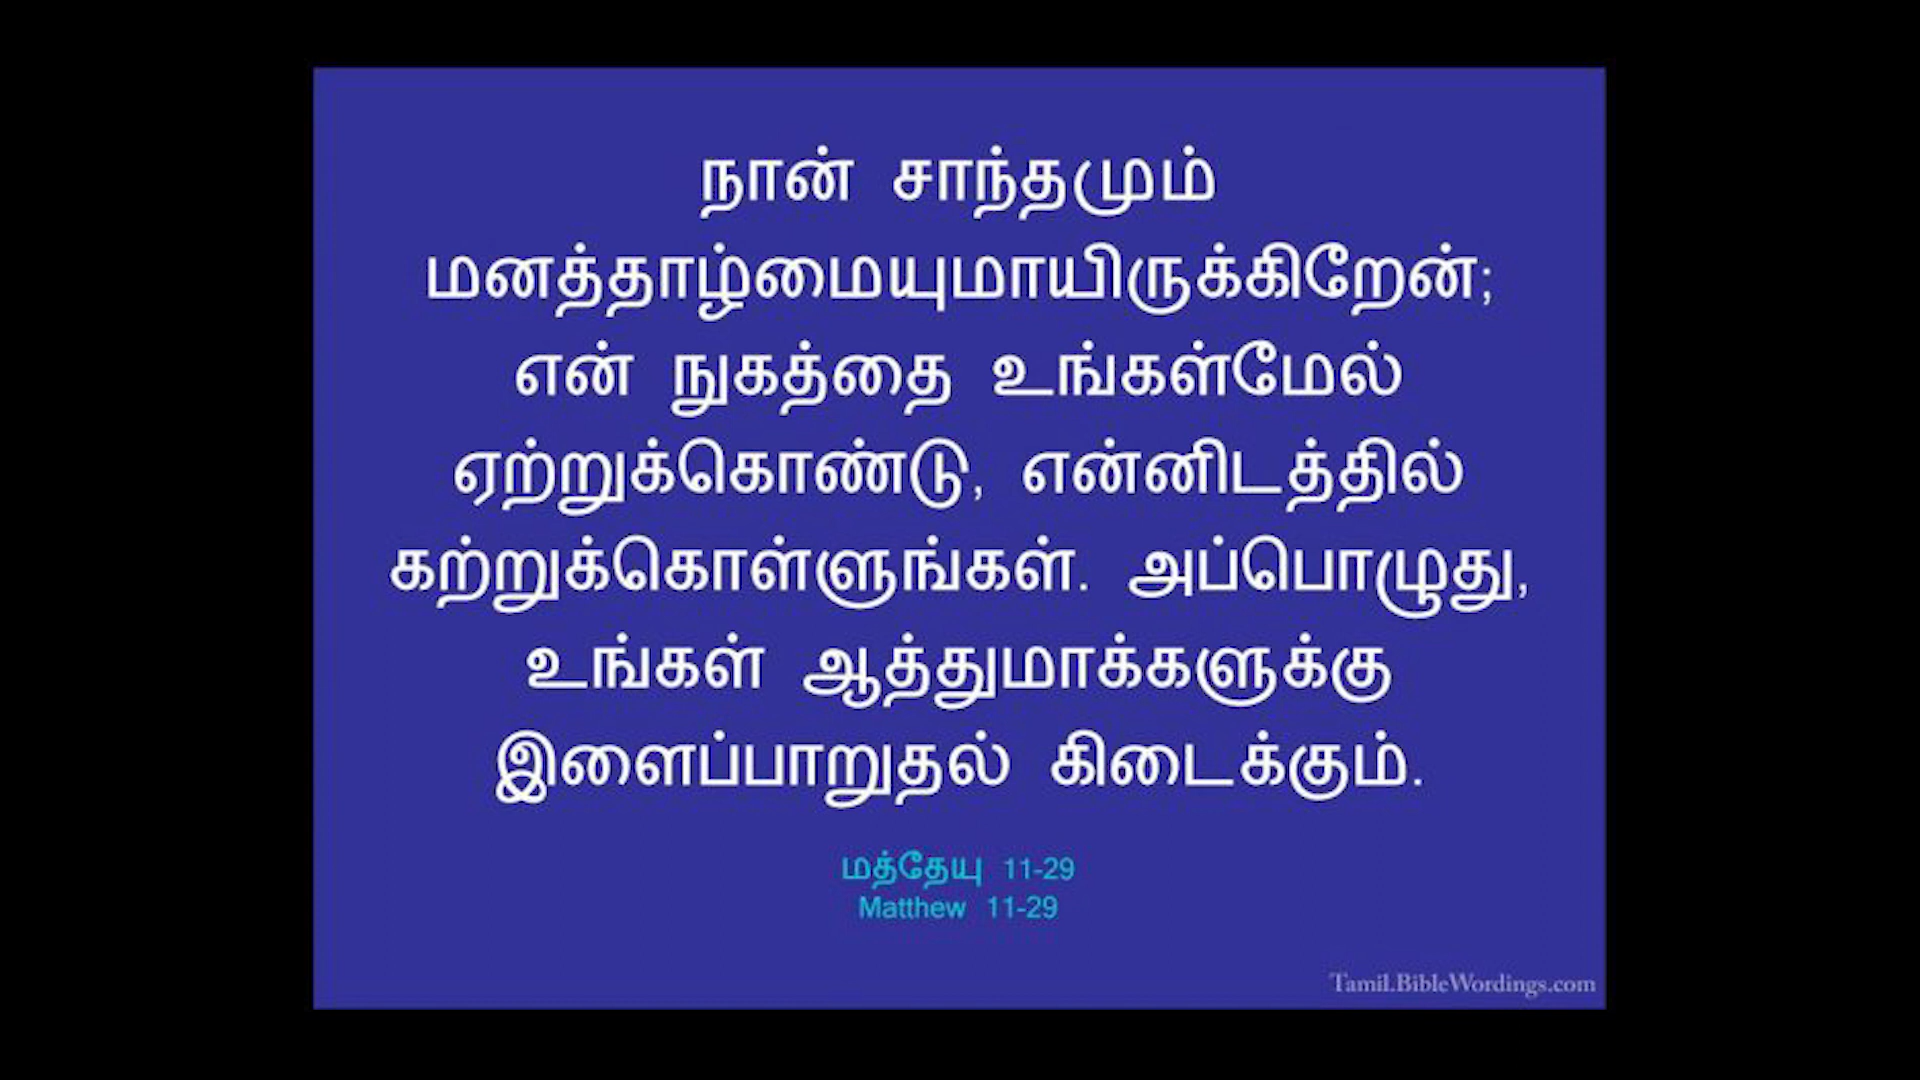 நான் சாந்தமும்
மனத்தாழ்மையுமாயிருக்கிறேன்;
என் நுகத்தை உங்கள்மேல்
ஏற்றுக்கொண்டு, என்னிடத்தில்
கற்றுக்கொள்ளுங்கள். அப்பொழுது,
உங்கள் ஆத்துமாக்களுக்கு
இளைப்பாறுதல் கிடைக்கும்.
மத்தேயு 11-29
Matthew 11-29
Tamil.BibleWordings.com